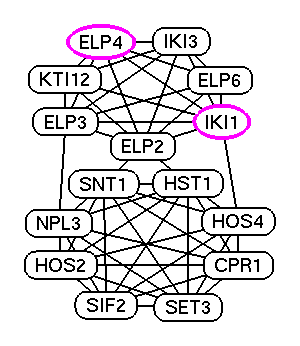 ELP4 IKI3
KTI12 ELP6
ELP3 IKI1
ELP2
SNT1 HST1
NPL3 HOS4
HOS2 CPR1
SIF2 SET3